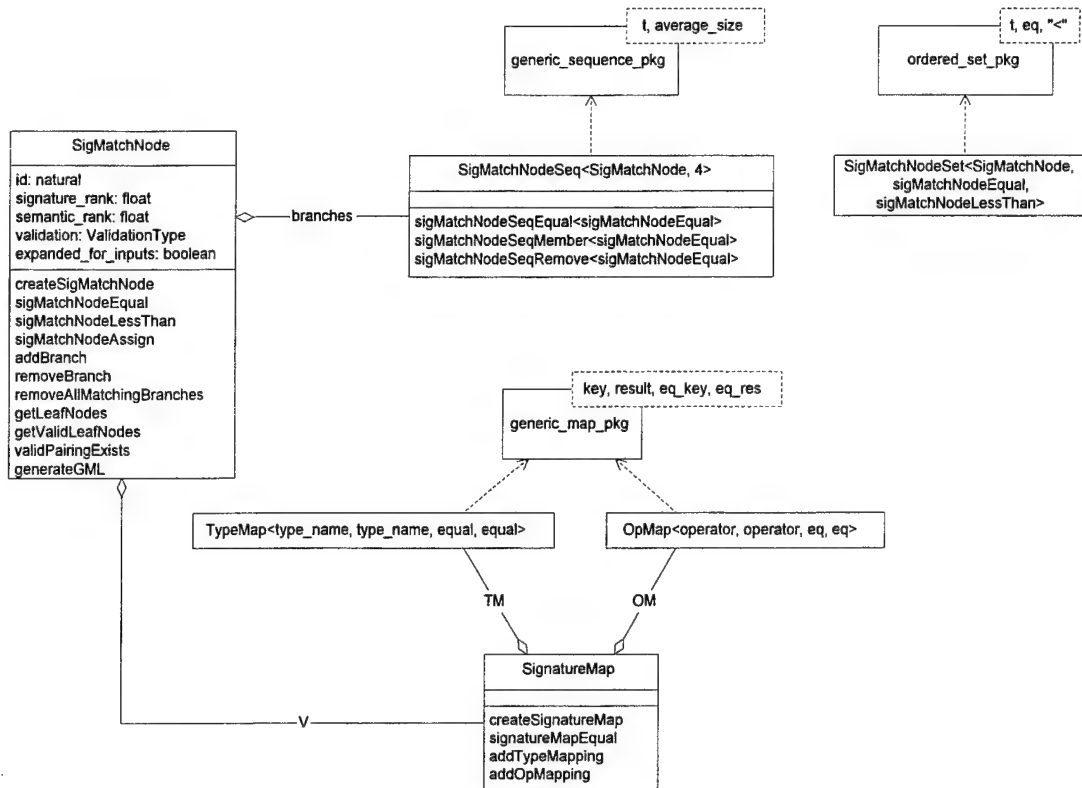 t, average_size
generic_sequence_pkg
t, eq, "<"
ordered_set_pkg
SigMatchNode
id: natural
signature_rank: float
semantic_rank: float
validation: ValidationType
expanded_for_inputs: boolean
createSigMatchNode
sigMatchNodeEqual
sigMatchNodeLessThan
sigMatchNodeAssign
addBranch
removeBranch
removeAllMatchingBranches
getLeafNodes
getValidLeafNodes
validPairingExists
generateGML
branches
SigMatchNodeSeq<SigMatchNode, 4>
sigMatchNodeSeqEqual<sigMatchNodeEqual>
sigMatchNodeSeqMember<sigMatchNodeEqual>
sigMatchNodeSeqRemove<sigMatchNodeEqual>
SigMatchNodeSet<SigMatchNode,
sigMatchNodeEqual,
sigMatchNodeLessThan>
key, result, eq_key, eq_res
generic_map_pkg
TypeMap<type_name, type_name, equal, equal>
OpMap<operator, operator, eq, eq>
TM
OM
SignatureMap
createSignatureMap
signatureMapEqual
addTypeMapping
addOpMapping
V